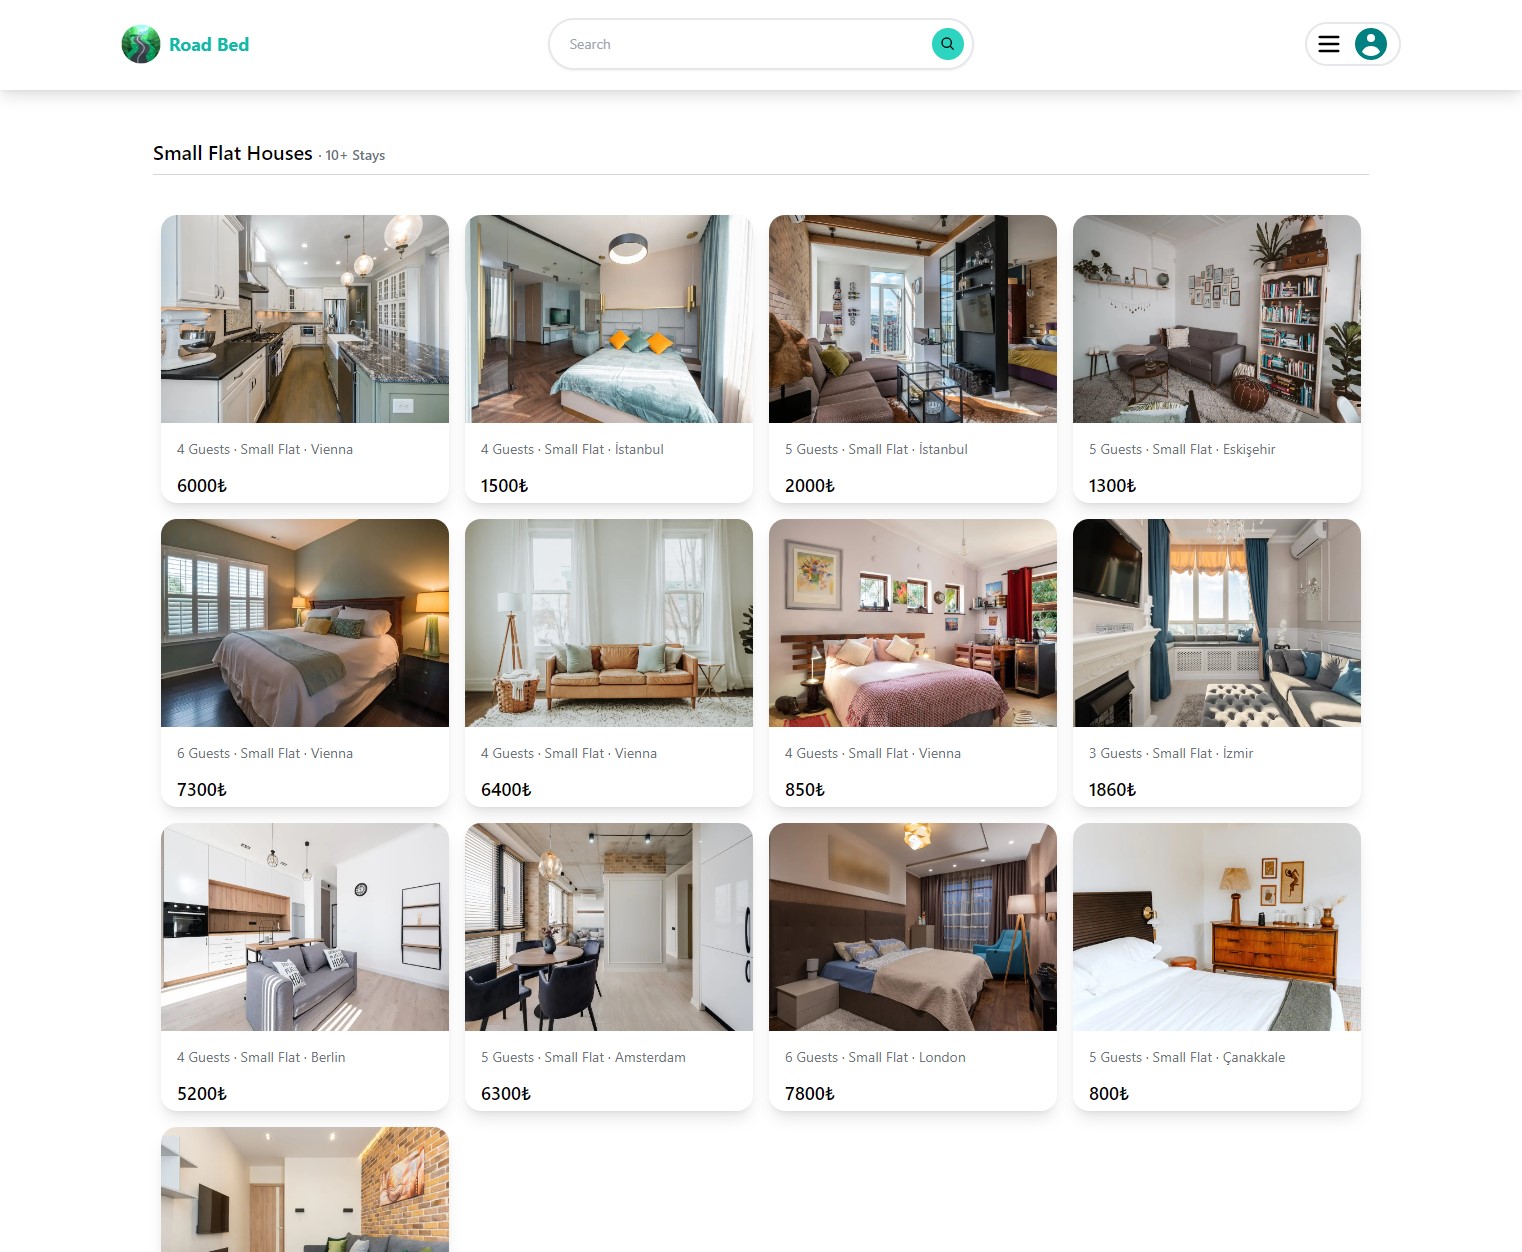 Road Bed
Search
Small Flat Houses · 10+ Stays
4 Guests · Small Flat · Vienna
6000₺
4 Guests · Small Flat · İstanbul
1500₺
5 Guests · Small Flat · İstanbul
2000₺
5 Guests · Small Flat · Eskişehir
1300₺
6 Guests · Small Flat · Vienna
7300₺
4 Guests · Small Flat · Vienna
6400₺
4 Guests · Small Flat · Vienna
850₺
3 Guests · Small Flat · İzmir
1860₺
4 Guests · Small Flat · Berlin
5200₺
5 Guests · Small Flat · Amsterdam
6300₺
6 Guests · Small Flat · London
7800₺
5 Guests · Small Flat · Çanakkale
800₺